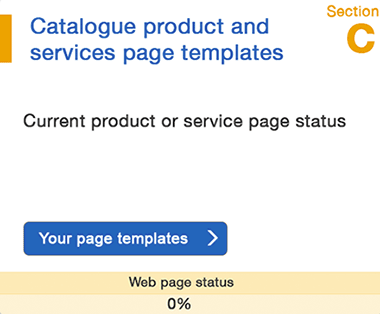 Catalogue product and
services page templates
Section
C
Current product or service page status
Your page templates
Web page status
0%